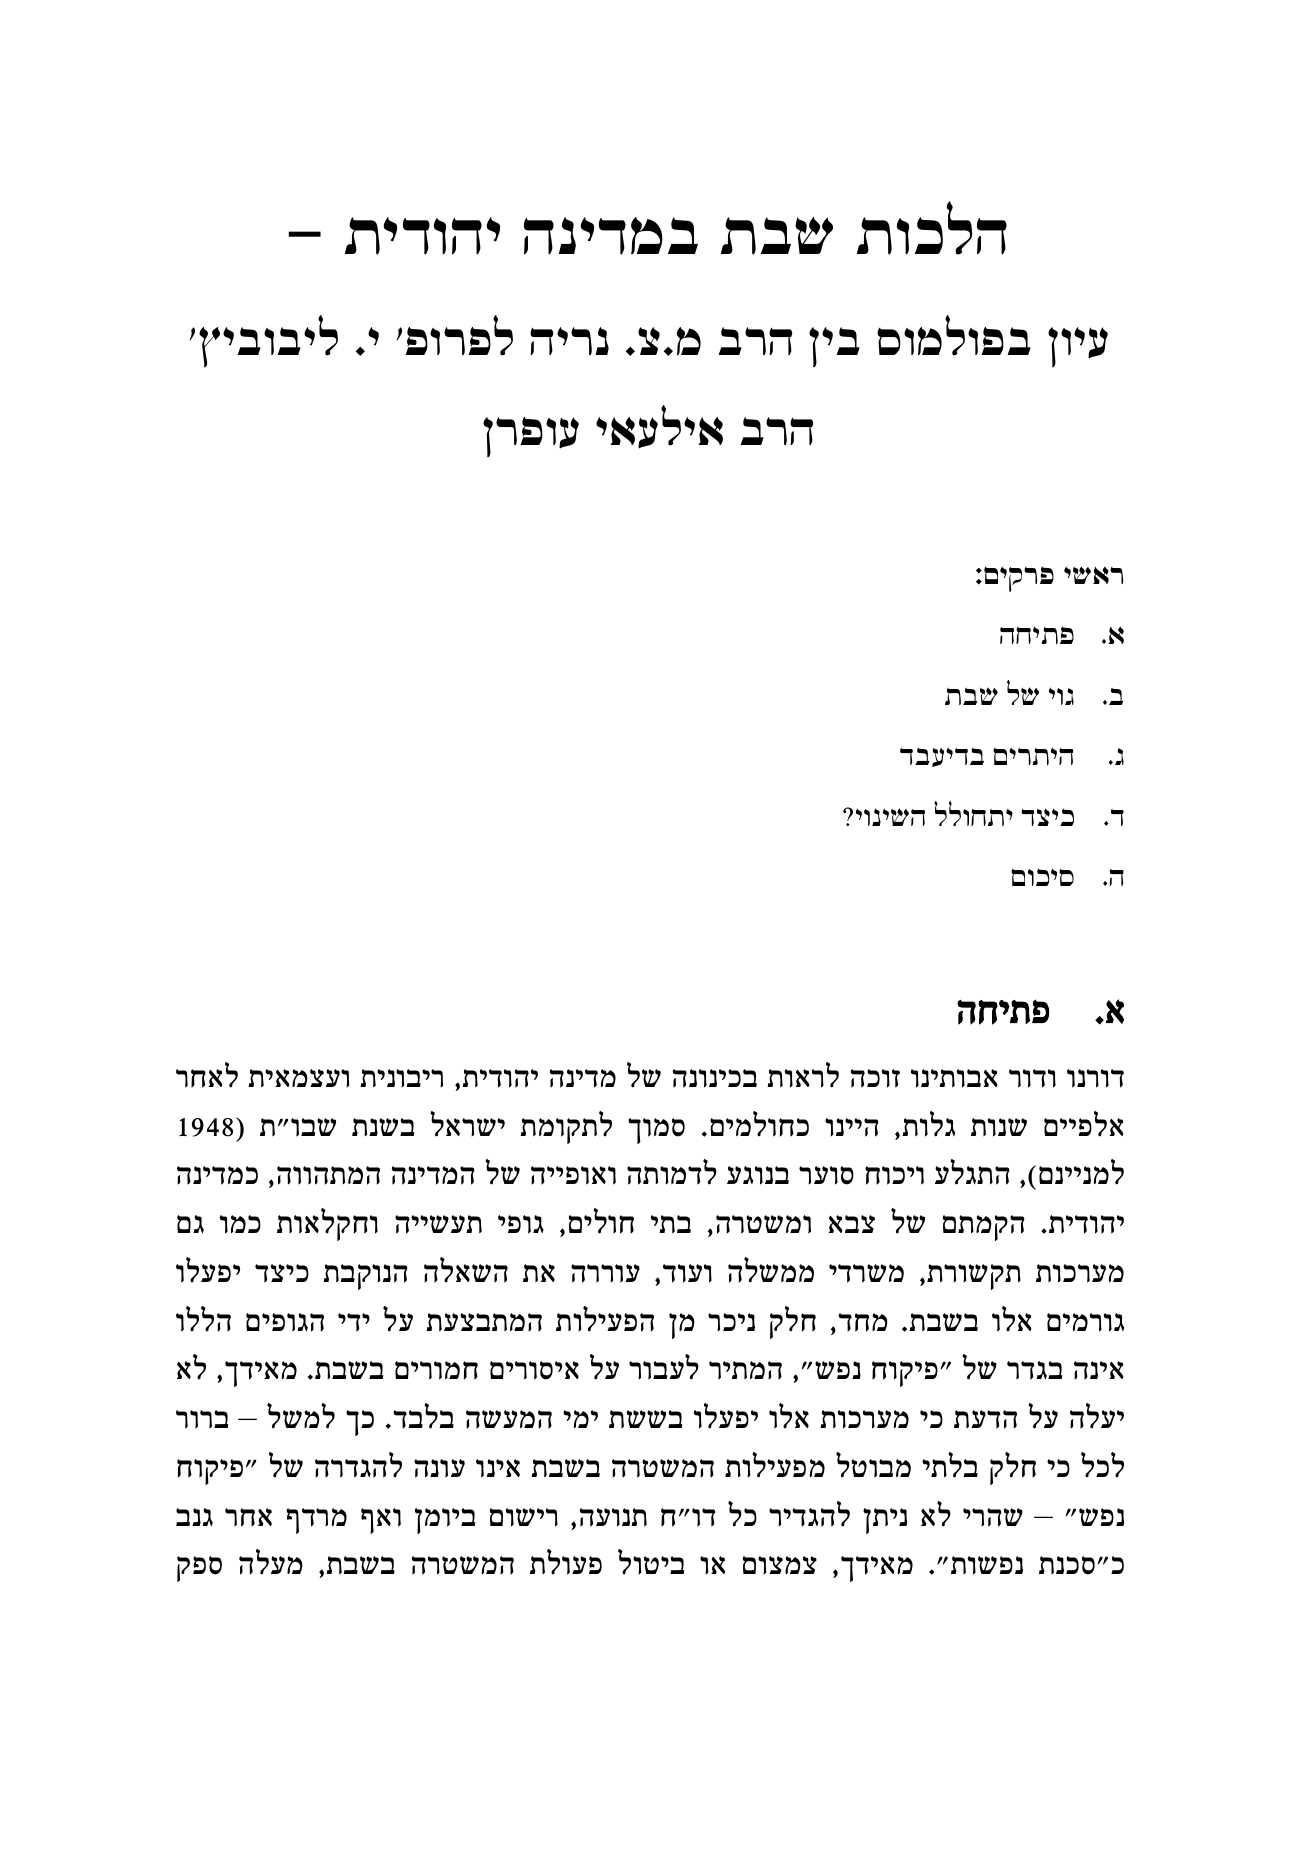 הלכות שבת במדינה יהודית –
עיון בפולמוס בין הרב מ.צ. נריה לפרופ׳ י. ליבוביץ׳
הרב אילעאי עופרן
ראשי פרקים:
א. פתיחה
ב. גוי של שבת
ג. היתרים בדיעבד
ד. כיצד יתחולל השינוי?
ה. סיכום
א. פתיחה
דורנו ודור אבותינו זוכה לראות בכינונה של מדינה יהודית, ריבונית ועצמאית לאחר
אלפיים שנות גלות, היינו כחולמים. סמוך לתקומת ישראל בשנת שבו״ת (1948
למניינם), התגלע ויכוח סוער בנוגע לדמותה ואופייה של המדינה המתהווה, כמדינה
יהודית. הקמתם של צבא ומשטרה, בתי חולים, גופי תעשייה וחקלאות כמו גם
מערכות תקשורת, משרדי ממשלה ועוד, עוררה את השאלה הנוקבת כיצד יפעלו
גורמים אלו בשבת. מחד, חלק ניכר מן הפעילות המתבצעת על ידי הגופים הללו
אינה בגדר של ״פיקוח נפש״, המתיר לעבור על איסורים חמורים בשבת. מאידך, לא
יעלה על הדעת כי מערכות אלו יפעלו בששת ימי המעשה בלבד. כך למשל – ברור
לכל כי חלק בלתי מבוטל מפעילות המשטרה בשבת אינו עונה להגדרה של ״פיקוח
נפש״ – שהרי לא ניתן להגדיר כל דו״ח תנועה, רישום ביומן ואף מרדף אחר גנב
כ״סכנת נפשות״. מאידך, צמצום או ביטול פעולת המשטרה בשבת, מעלה ספק